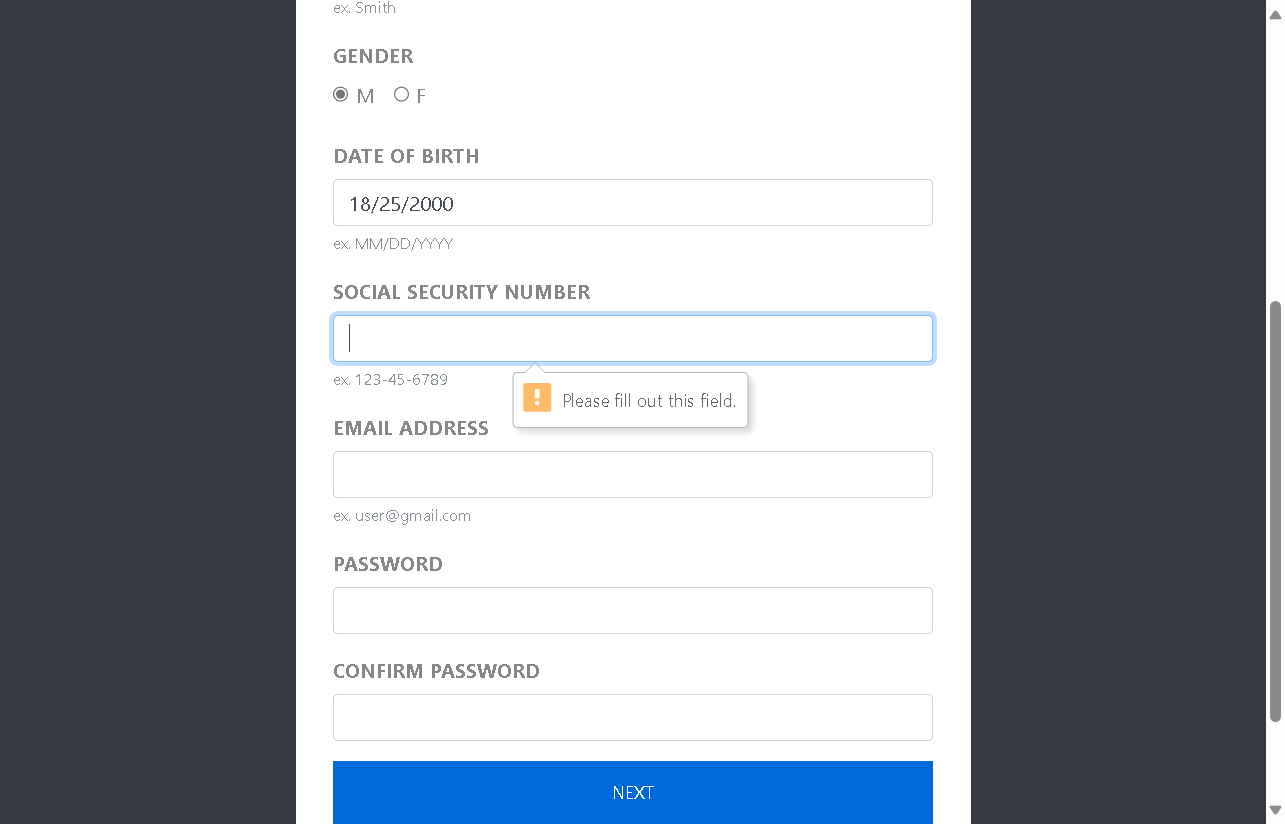 ex. Smith
GENDER
M F
DATE OF BIRTH
18/25/2000
ex. MM/DD/YYYY
SOCIAL SECURITY NUMBER
ex. 123-45-6789
Please fill out this field.
EMAIL ADDRESS
ex. user@gmail.com
PASSWORD
CONFIRM PASSWORD
NEXT